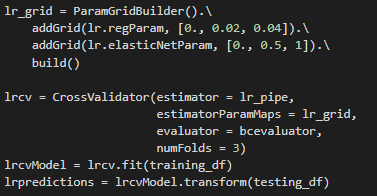 lr_grid = ParamGridBuilder().\
    addGrid(lr.regParam, [0., 0.02, 0.04]).\
    addGrid(lr.elasticNetParam, [0., 0.5, 1]).\
    build()

lrcv = CrossValidator(estimator = lr_pipe,
                      estimatorParamMaps = lr_grid,
                      evaluator = bcevaluator,
                      numFolds = 3)
lrcvModel = lrcv.fit(training_df)
lrpredictions = lrcvModel.transform(testing_df)